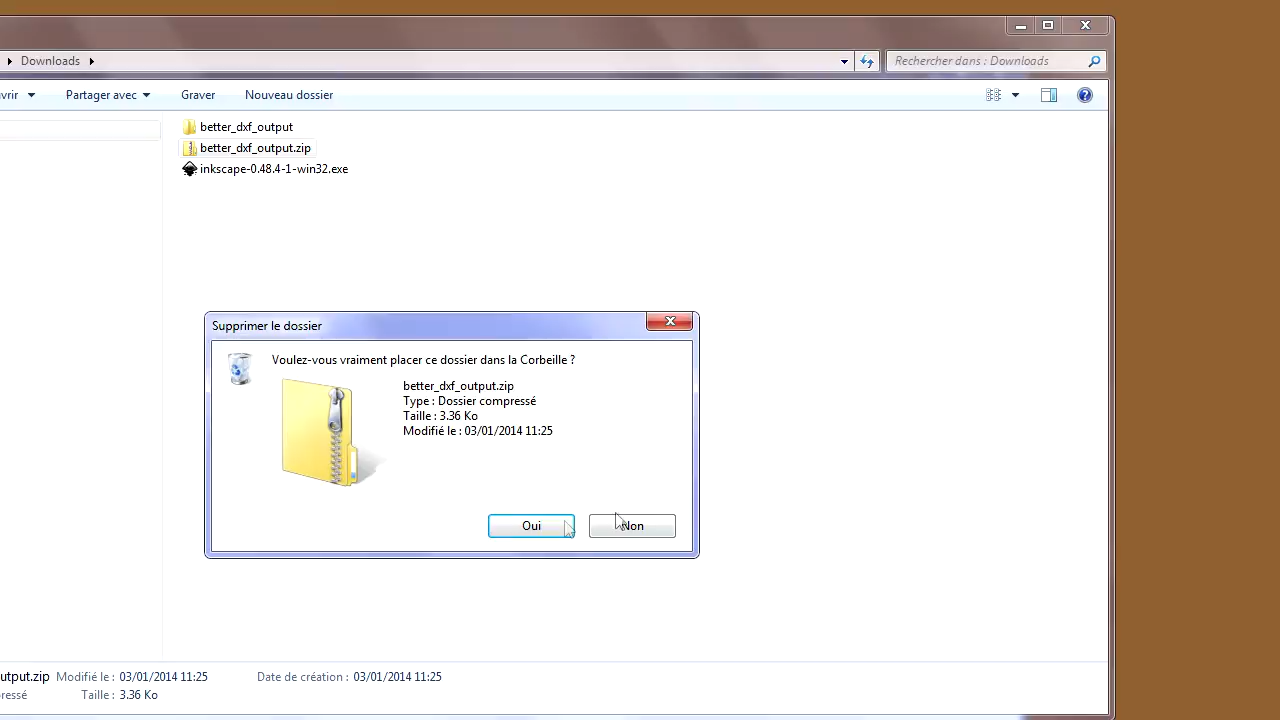 Downloads
Rechercher dans : Downloads
vrir
Partager avec
Graver
Nouveau dossier
better_dxf_output
better_dxf_output.zip
inkscape-0.48.4-1-win32.exe
Supprimer le dossier
Voulez-vous vraiment placer ce dossier dans la Corbeille ?
better_dxf_output.zip
Type : Dossier compressé
Taille : 3.36 Ko
Modifié le : 03/01/2014 11:25
Oui
Non
utput.zip Modifié le : 03/01/2014 11:25 Date de création : 03/01/2014 11:25
ressé Taille : 3.36 Ko